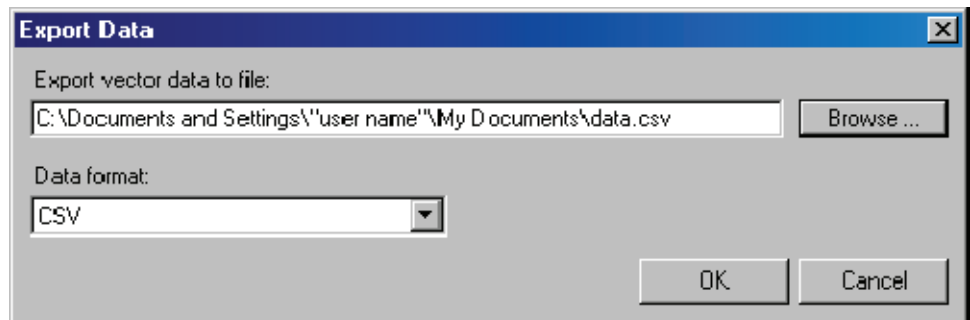 Export Data
Export vector data to file:
C:\Documents and Settings\"user name"\My Documents\data.csv
Browse ...
Data format:
CSV
OK
Cancel